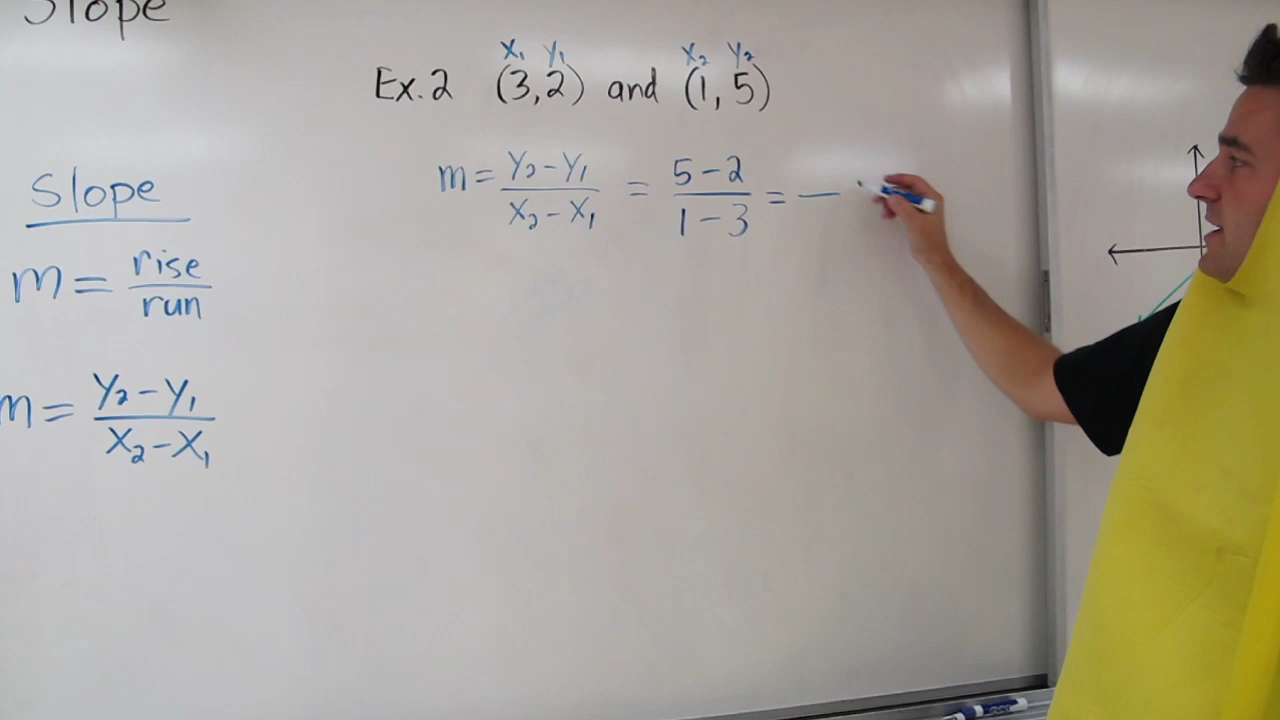 Slope
Ex. 2 (3, 2) and (1, 5)
x₁ y₁ x₂ y₂
m = y₂ - y₁ / x₂ - x₁ = 5 - 2 / 1 - 3 = —
Slope
m = rise / run
m = y₂ - y₁ / x₂ - x₁